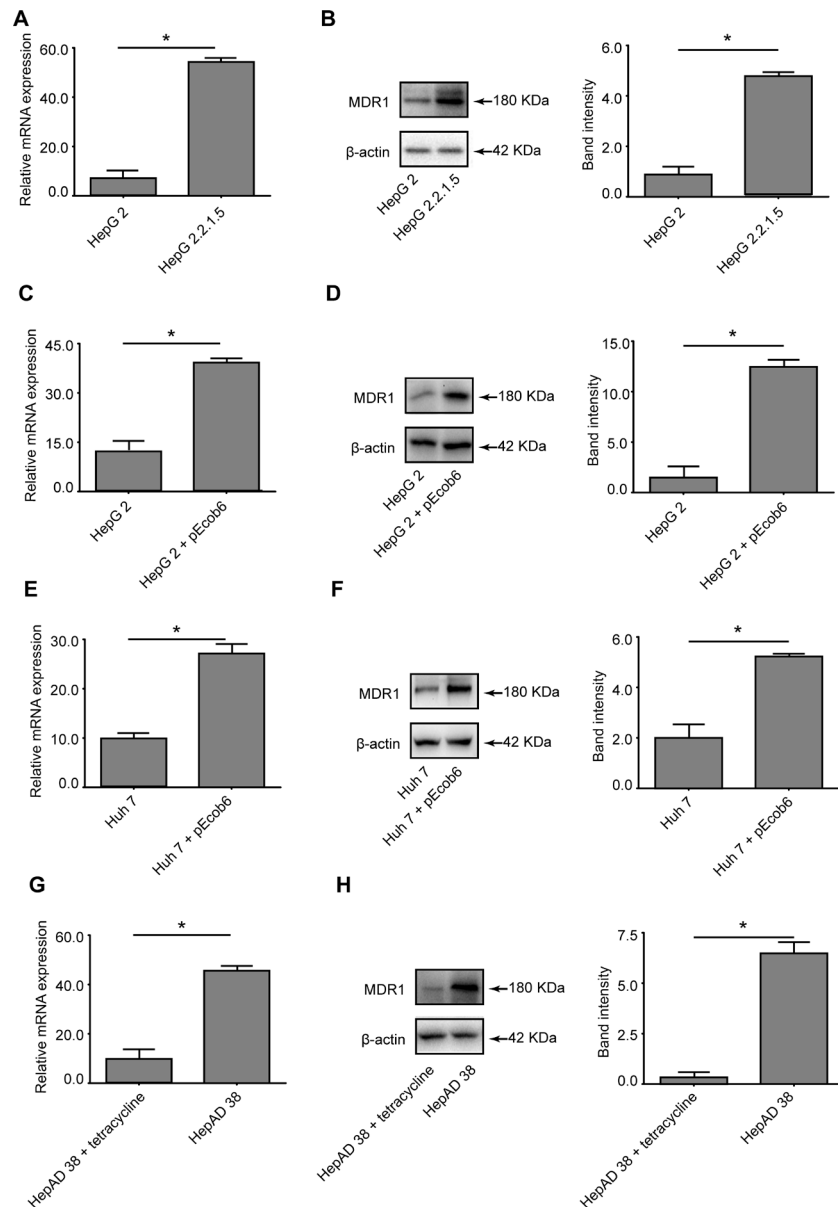 A
Relative mRNA expression
60.0
40.0
20.0
0.0
*
HepG 2
HepG 2.2.1.5
B
MDR1
180 KDa
β-actin
42 KDa
HepG 2
HepG 2.2.1.5
Band intensity
6.0
4.0
2.0
0.0
*
HepG 2
HepG 2.2.1.5
C
Relative mRNA expression
45.0
30.0
15.0
0.0
*
HepG 2
HepG 2 + pEcob6
D
MDR1
180 KDa
β-actin
42 KDa
HepG 2
HepG 2 + pEcob6
Band intensity
15.0
10.0
5.0
0.0
*
HepG 2
HepG 2 + pEcob6
E
Relative mRNA expression
30.0
20.0
10.0
0.0
*
Huh 7
Huh 7 + pEcob6
F
MDR1
180 KDa
β-actin
42 KDa
Huh 7
Huh 7 + pEcob6
Band intensity
6.0
4.0
2.0
0.0
*
Huh 7
Huh 7 + pEcob6
G
Relative mRNA expression
60.0
40.0
20.0
0.0
*
HepAD 38 + tetracycline
HepAD 38
H
MDR1
180 KDa
β-actin
42 KDa
HepAD 38 + tetracycline
HepAD 38
Band intensity
7.5
5.0
2.5
0.0
*
HepAD 38 + tetracycline
HepAD 38